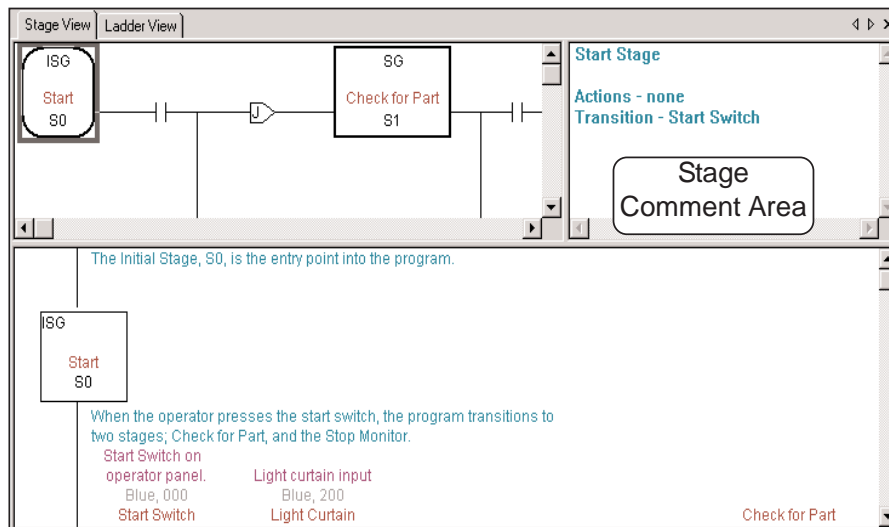 Stage View Ladder View
ISG
Start
S0
J
SG
Check for Part
S1
Start Stage
Actions - none
Transition - Start Switch
Stage
Comment Area
The Initial Stage, S0, is the entry point into the program.
ISG
Start
S0
When the operator presses the start switch, the program transitions to
two stages; Check for Part, and the Stop Monitor.
Start Switch on
operator panel. Light curtain input
Blue, 000 Blue, 200
Start Switch Light Curtain Check for Part